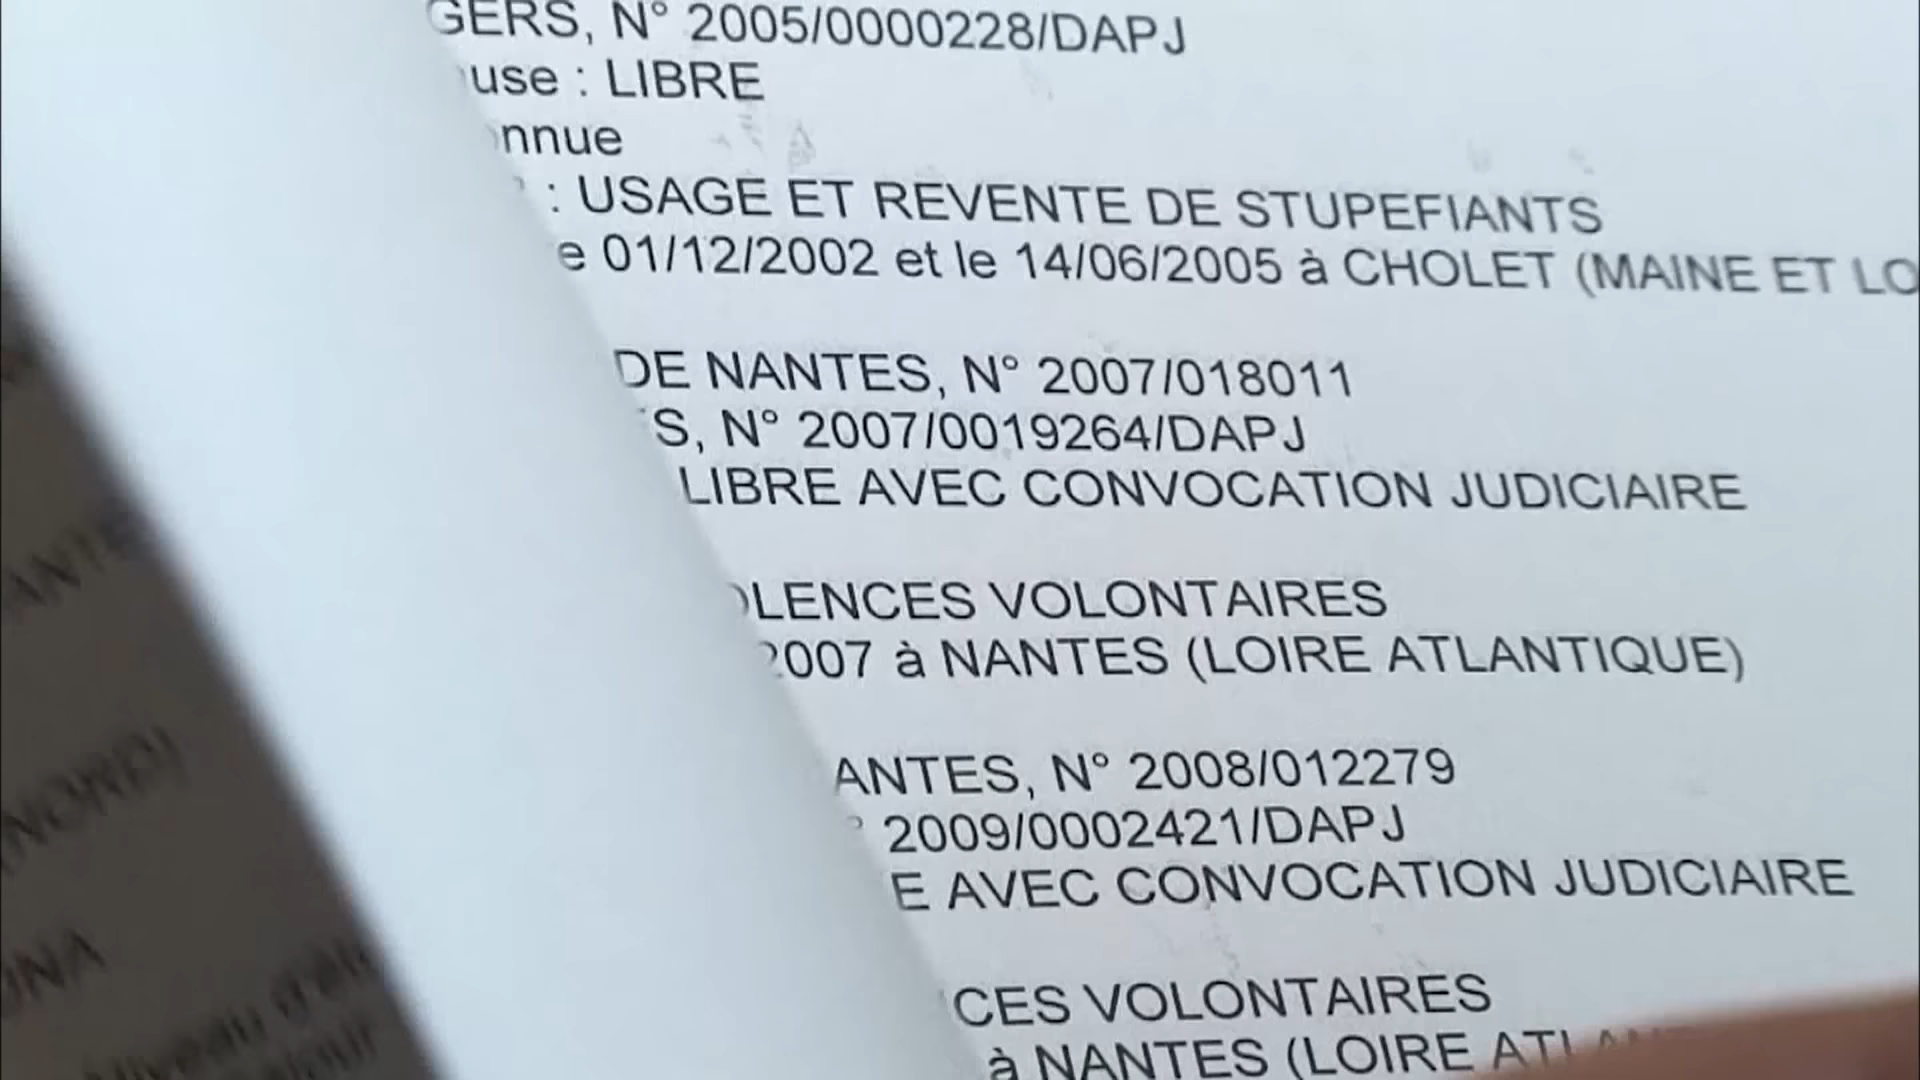 GERS, N° 2005/0000228/DAPJ
use : LIBRE
nnue
: USAGE ET REVENTE DE STUPEFIANTS
e 01/12/2002 et le 14/06/2005 à CHOLET (MAINE ET LO
DE NANTES, N° 2007/018011
S, N° 2007/0019264/DAPJ
LIBRE AVEC CONVOCATION JUDICIAIRE
OLENCES VOLONTAIRES
2007 à NANTES (LOIRE ATLANTIQUE)
ANTES, N° 2008/012279
° 2009/0002421/DAPJ
E AVEC CONVOCATION JUDICIAIRE
CES VOLONTAIRES
à NANTES (LOIRE ATLAN